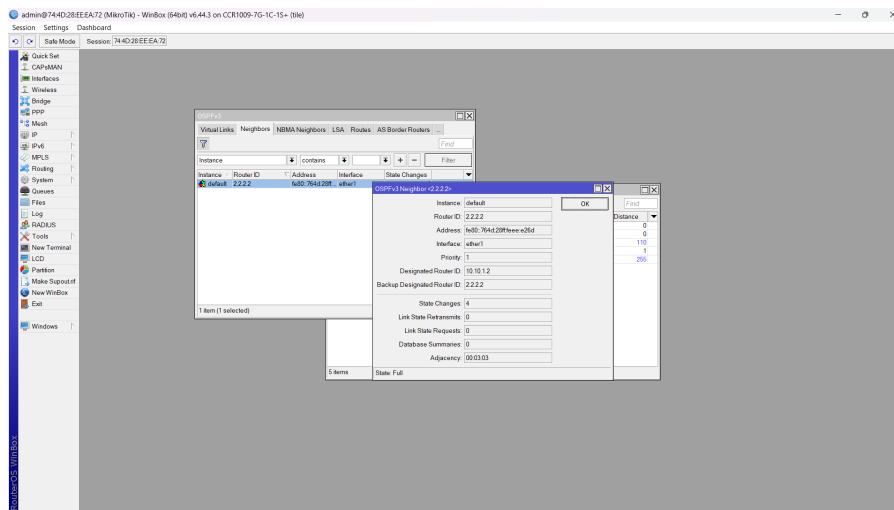 admin@74:4D:28:EE:EA:72 (MikroTik) - WinBox (64bit) v6.44.3 on CCR1009-7G-1C-1S+ (tile)
Session Settings Dashboard
Safe Mode Session: 74:4D:28:EE:EA:72
Quick Set
CAPsMAN
Interfaces
Wireless
Bridge
PPP
Mesh
IP
IPv6
MPLS
Routing
System
Queues
Files
Log
RADIUS
Tools
New Terminal
LCD
Partition
Make Supout.rif
New WinBox
Exit
Windows
RouterOS WinBox
OSPFv3
Virtual Links Neighbors NBMA Neighbors LSA Routes AS Border Routers ...
Find
Instance contains + - Filter
Instance Router ID Address Interface State Changes
default 2.2.2.2 fe80::764d:28ff... ether1
1 item (1 selected)
OSPFv3 Neighbor <2.2.2.2>
Instance: default
OK
Router ID: 2.2.2.2
Address: fe80::764d:28ff:feee:e26d
Interface: ether1
Priority: 1
Designated Router ID: 10.10.1.2
Backup Designated Router ID: 2.2.2.2
State Changes: 4
Link State Retransmits: 0
Link State Requests: 0
Database Summaries: 0
Adjacency: 00:03:03
State: Full
Find
Distance
0
0
110
1
255
5 items